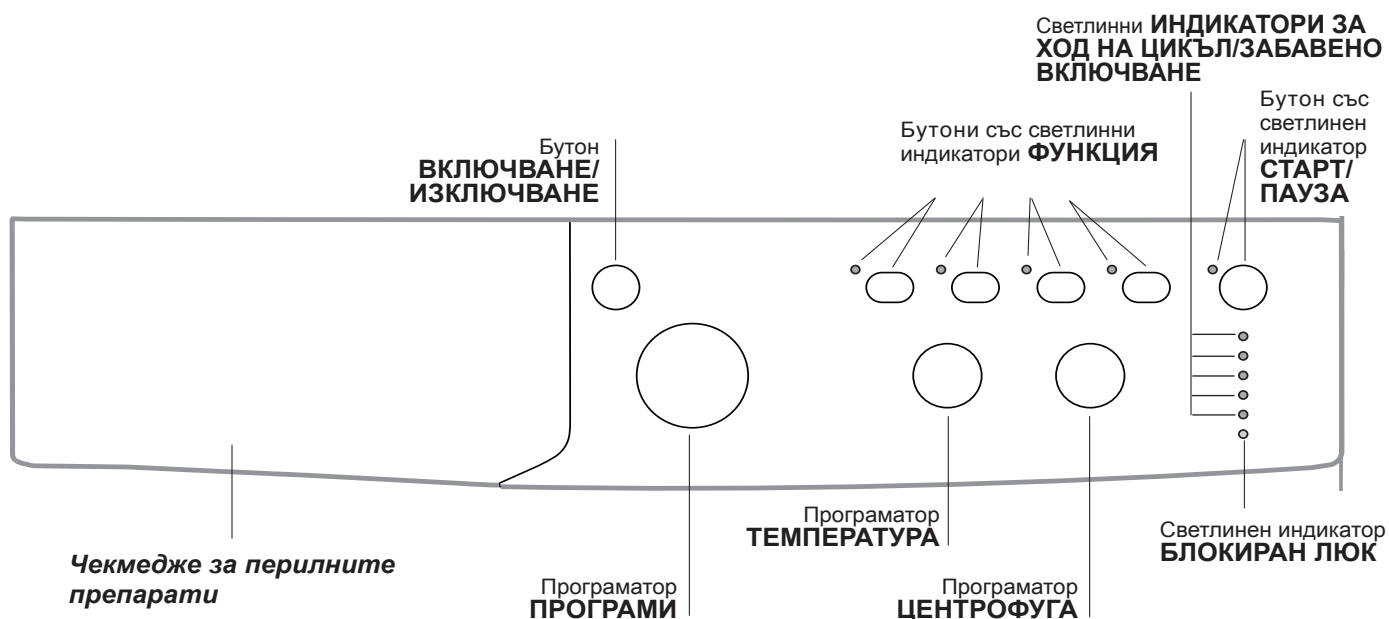 Светлинни ИНДИКАТОРИ ЗА
ХОД НА ЦИКЪЛ/ЗАБАВЕНО
ВКЛЮЧВАНЕ
Бутон
ВКЛЮЧВАНЕ/
ИЗКЛЮЧВАНЕ
Бутони със светлинни
индикатори ФУНКЦИЯ
Бутон със
светлинен
индикатор
СТАРТ/
ПАУЗА
Чекмедже за перилните
препарати
Програматор
ПРОГРАМИ
Програматор
ТЕМПЕРАТУРА
Програматор
ЦЕНТРОФУГА
Светлинен индикатор
БЛОКИРАН ЛЮК